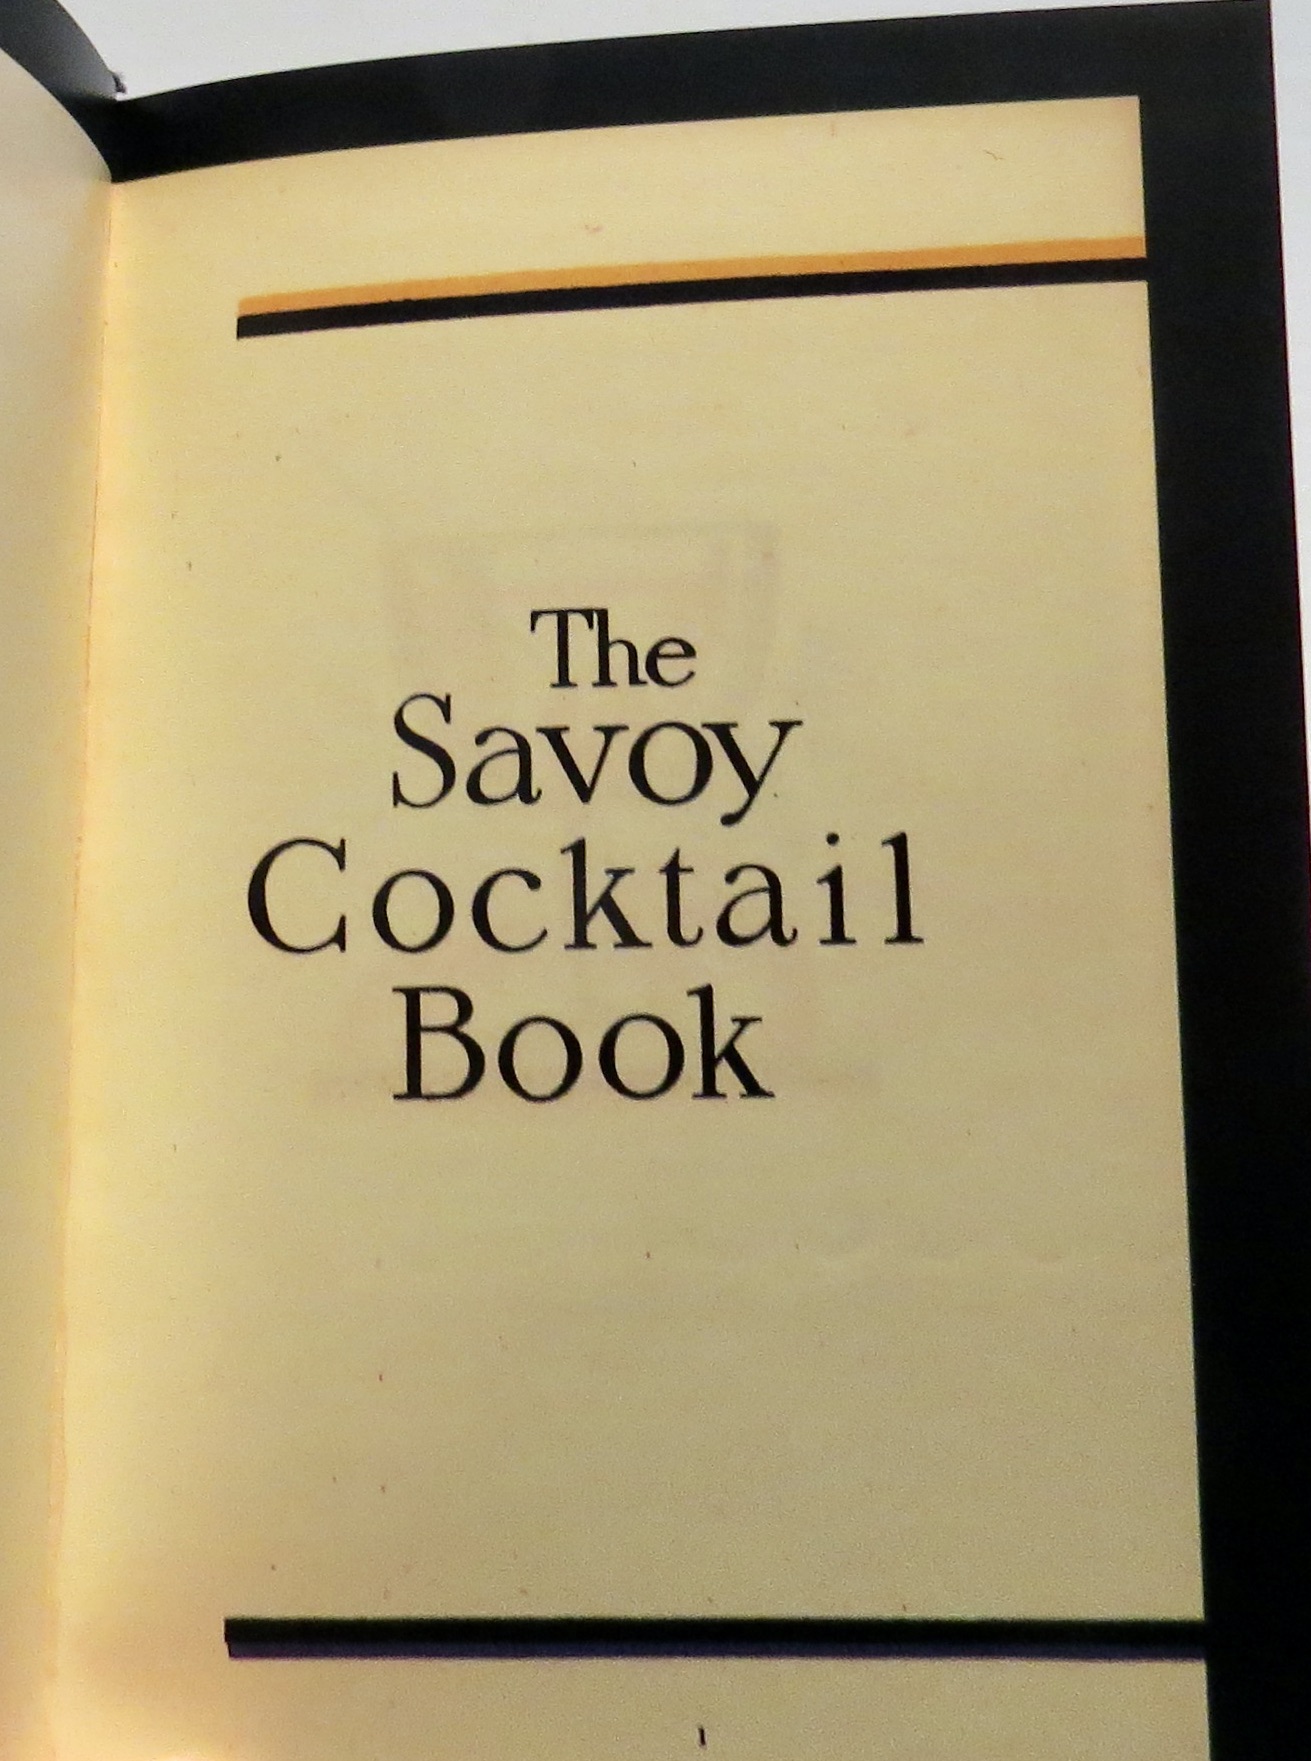 The
Savoy
Cocktail
Book
1